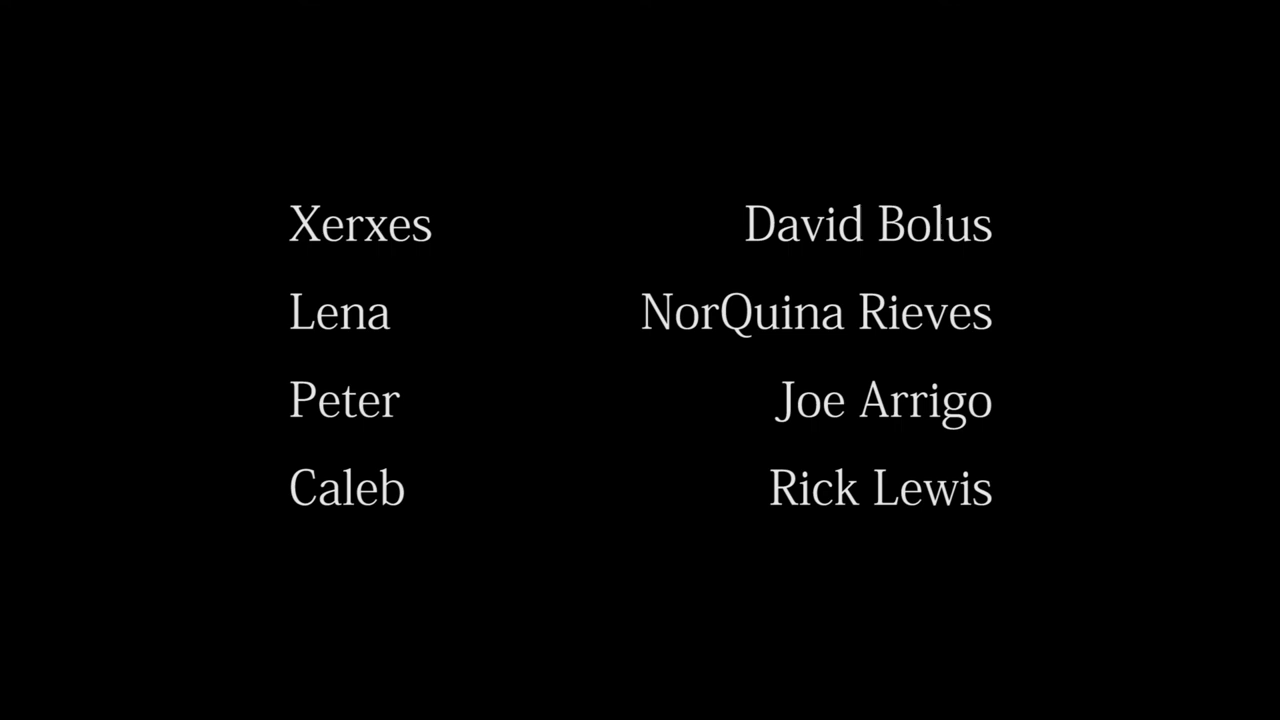 Xerxes David Bolus
Lena NorQuina Rieves
Peter Joe Arrigo
Caleb Rick Lewis